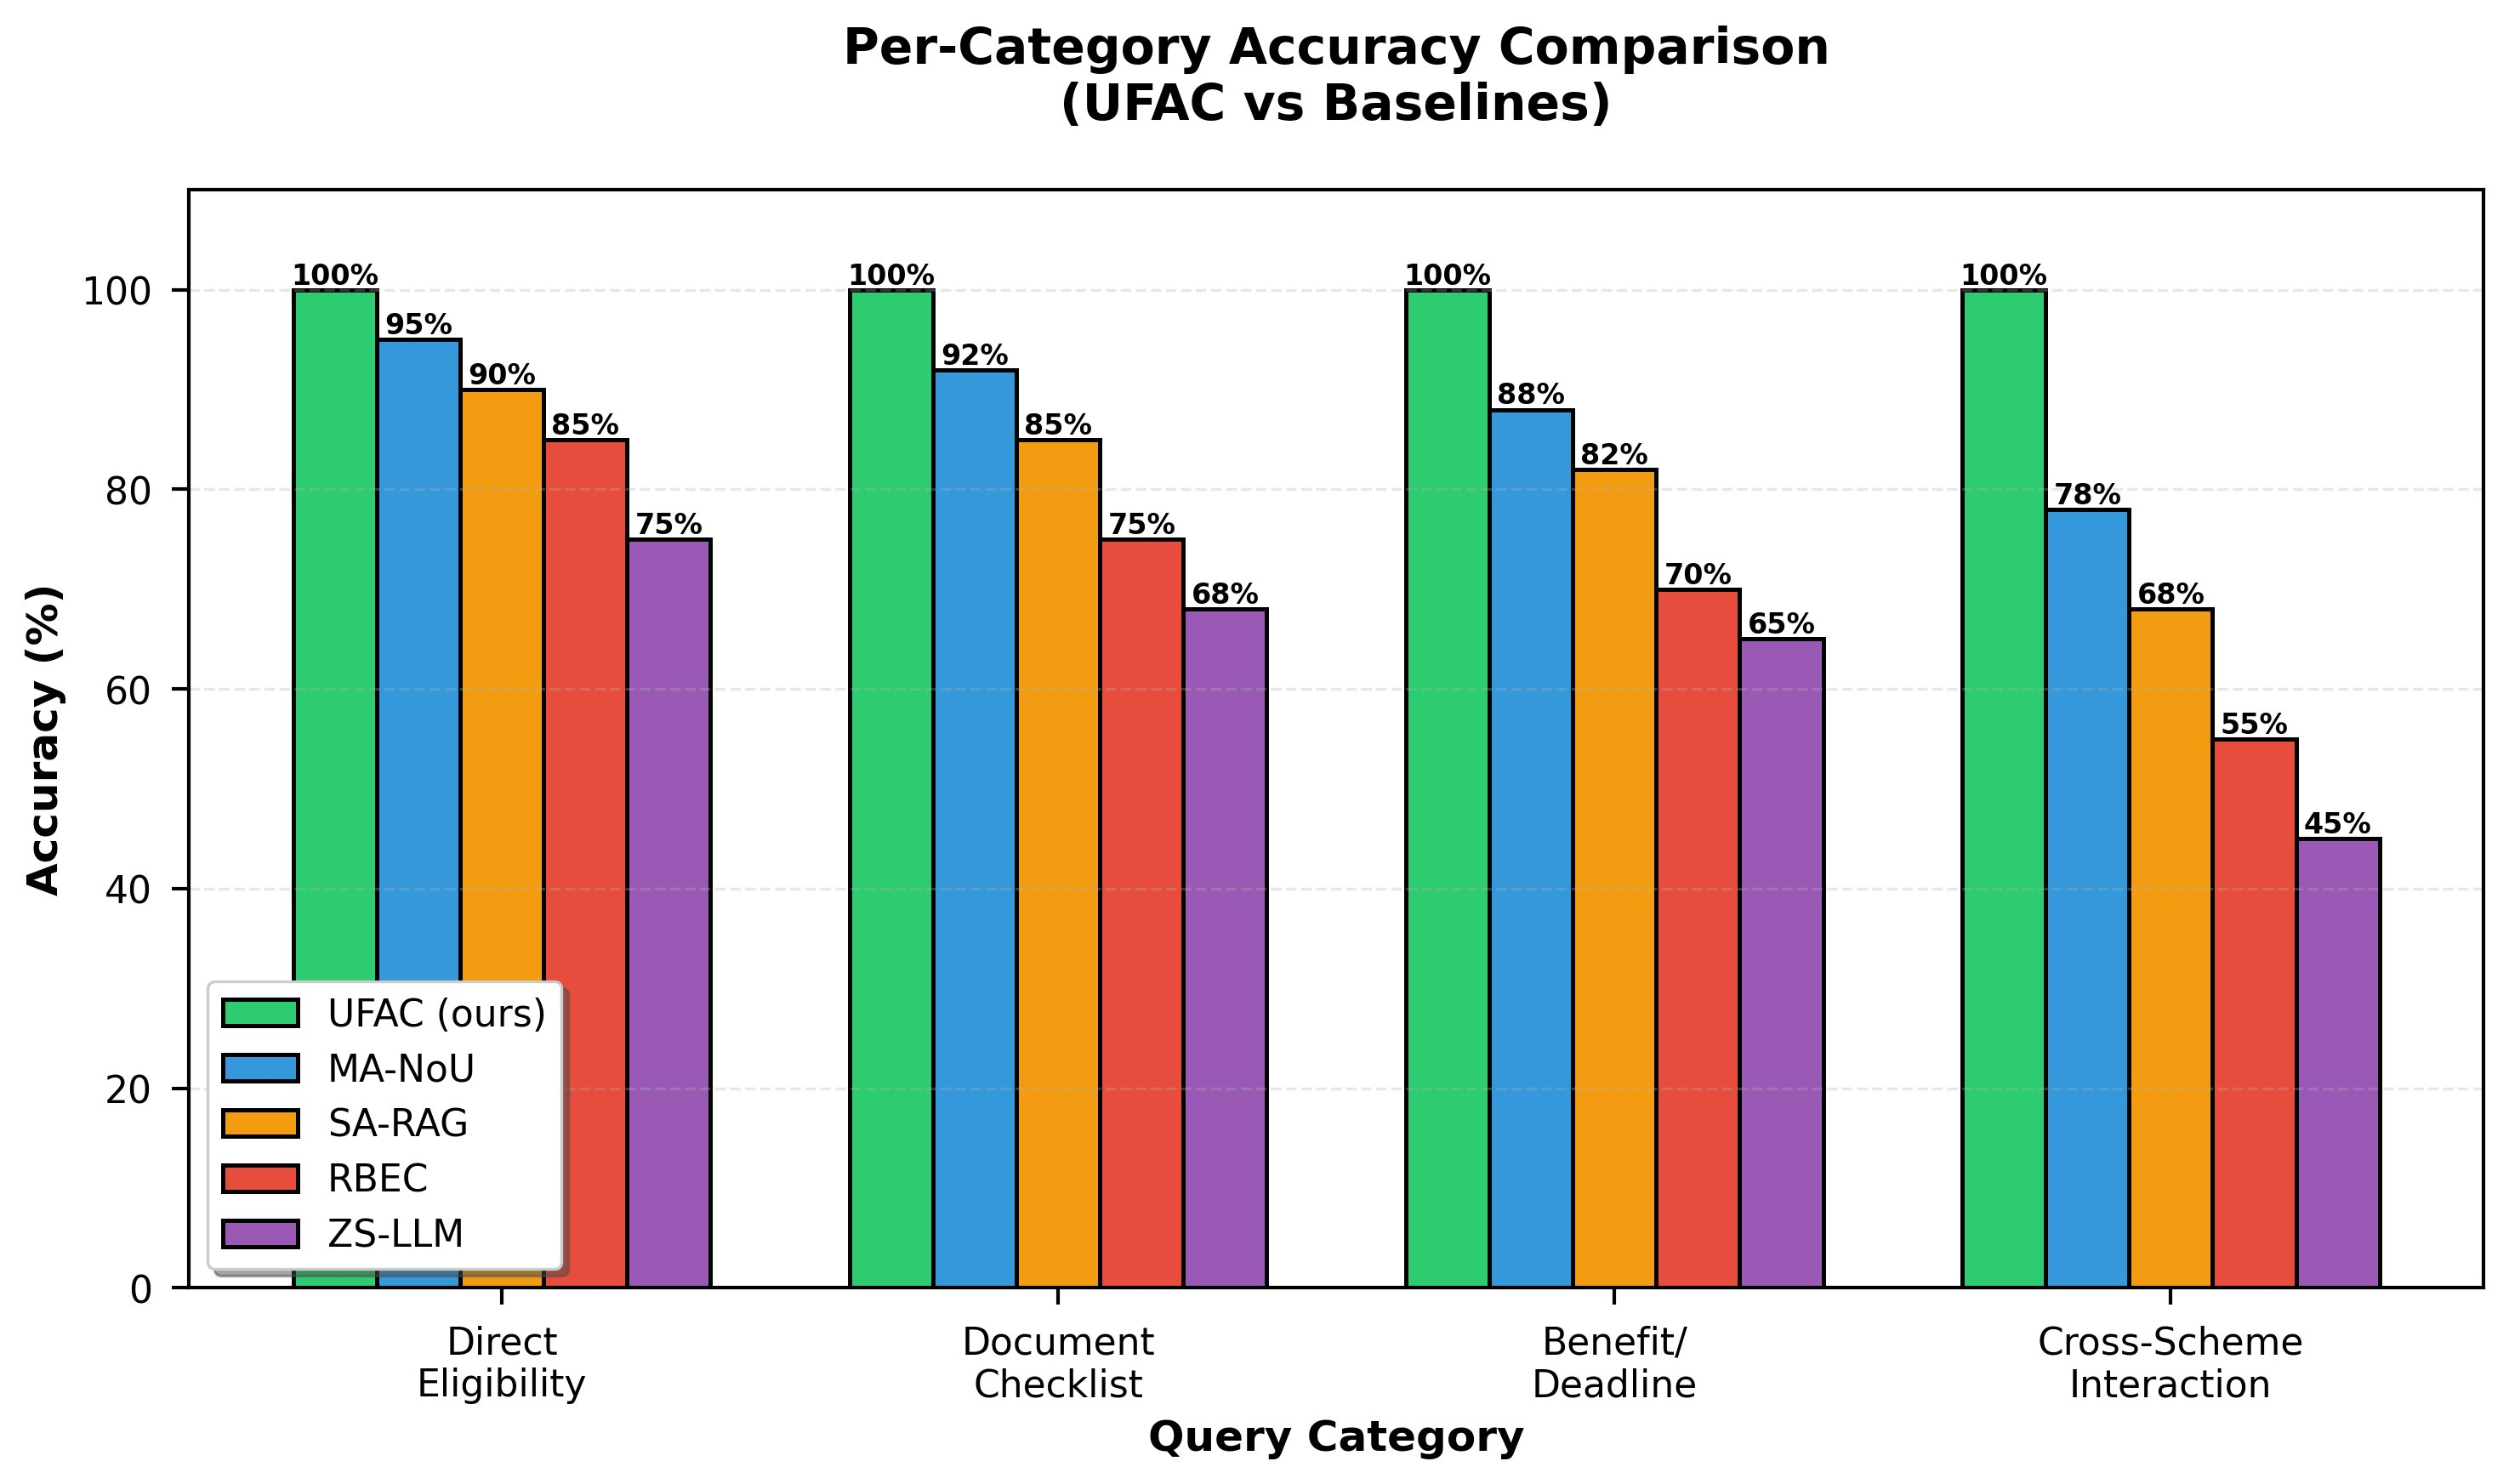 Per-Category Accuracy Comparison
(UFAC vs Baselines)
Accuracy (%)
100
80
60
40
20
0
100%
95%
90%
85%
75%
100%
92%
85%
75%
68%
100%
88%
82%
70%
65%
100%
78%
68%
55%
45%
UFAC (ours)
MA-NoU
SA-RAG
RBEC
ZS-LLM
Direct
Eligibility
Document
Checklist
Benefit/
Deadline
Cross-Scheme
Interaction
Query Category